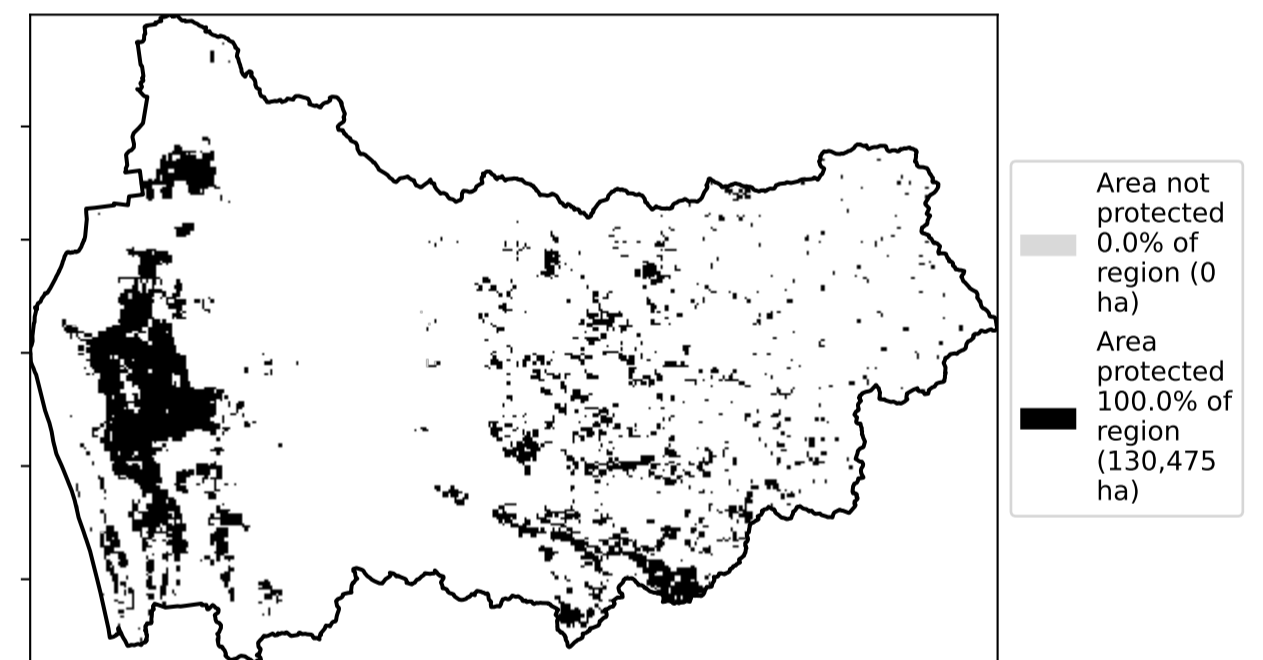 Area not
protected
0.0% of
region (0
ha)
Area
protected
100.0% of
region
(130,475
ha)